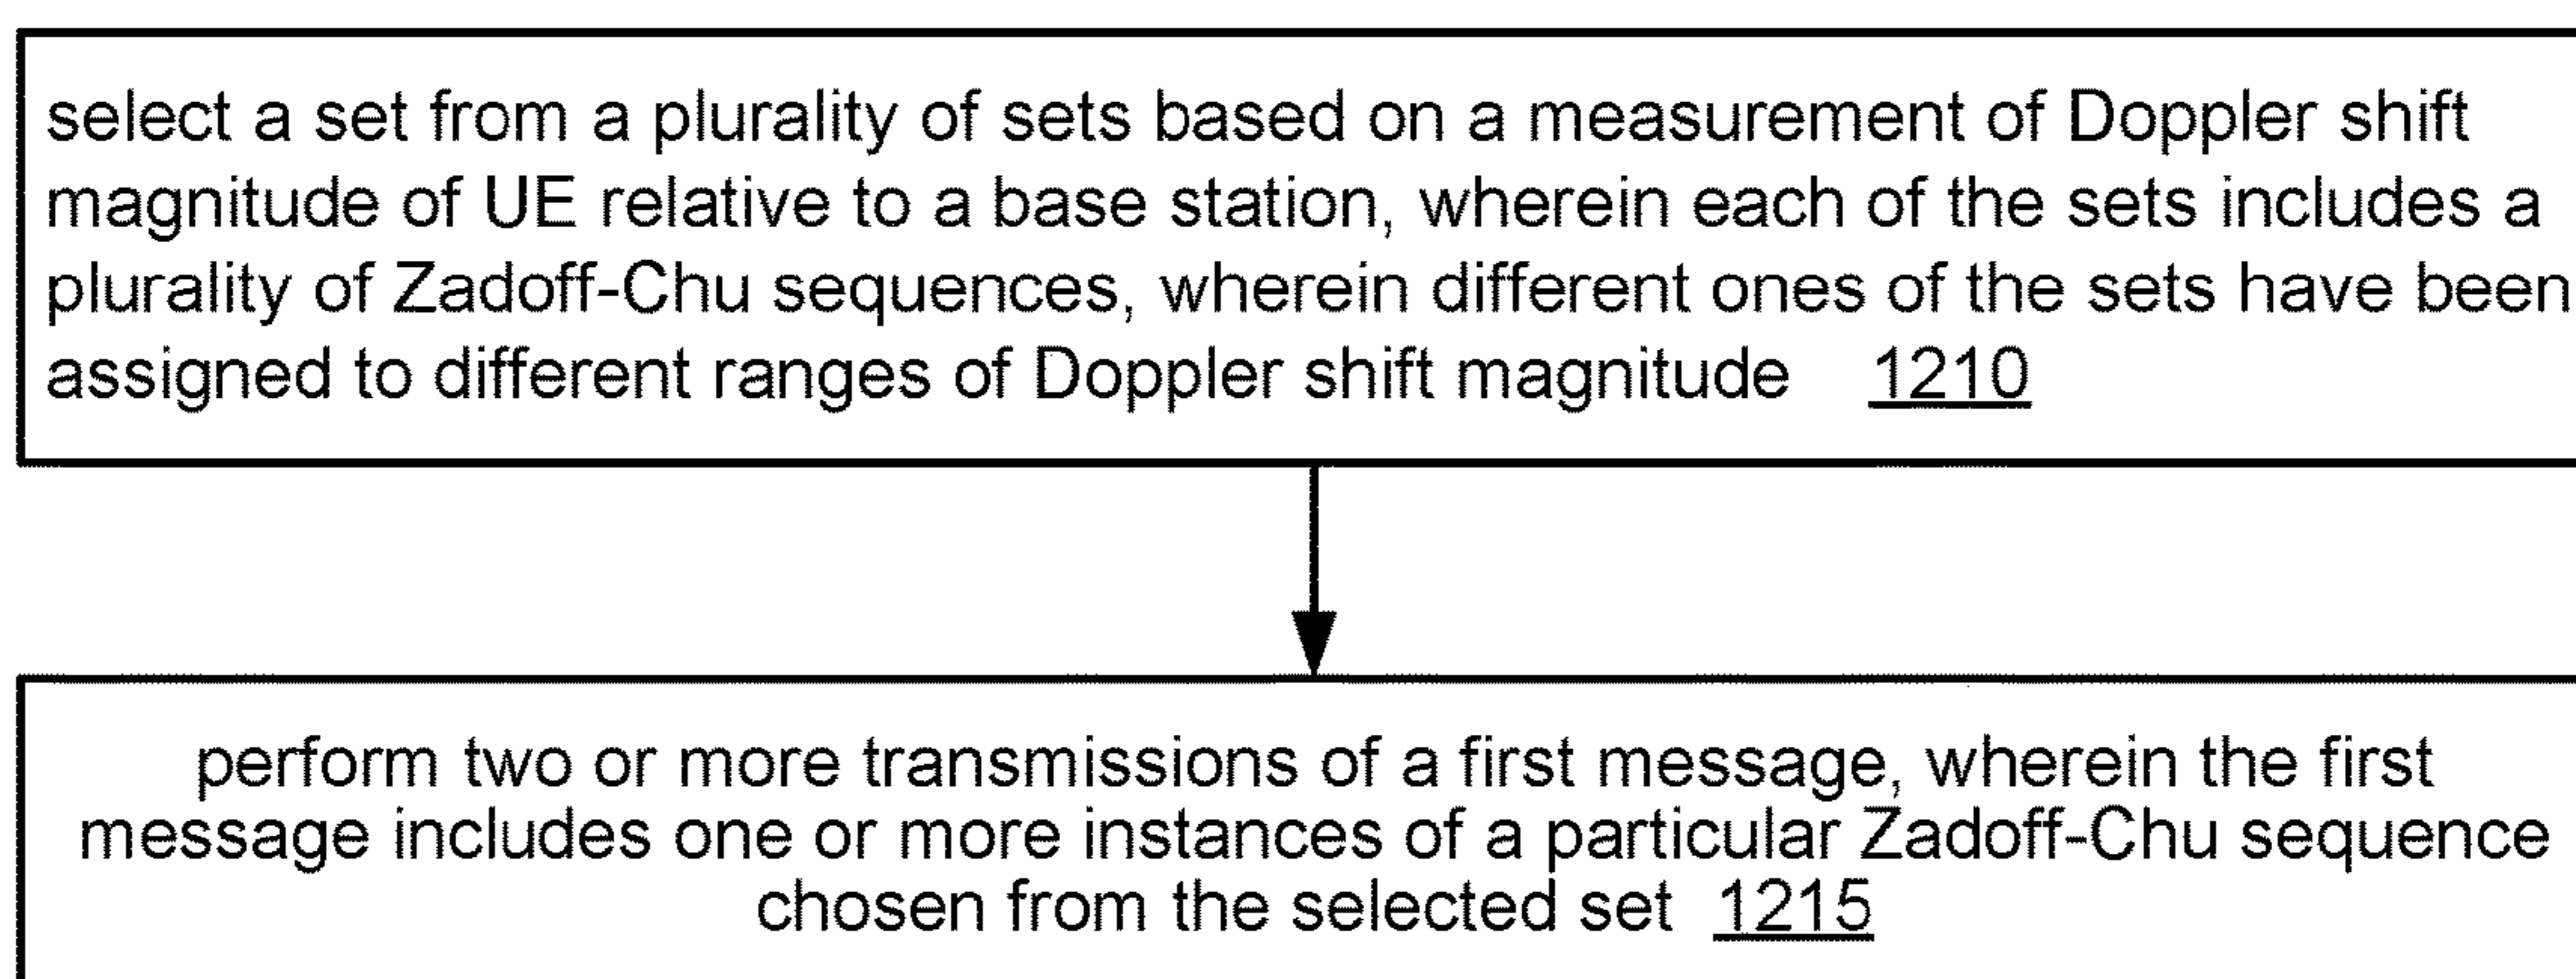 select a set from a plurality of sets based on a measurement of Doppler shift
magnitude of UE relative to a base station, wherein each of the sets includes a
plurality of Zadoff-Chu sequences, wherein different ones of the sets have been
assigned to different ranges of Doppler shift magnitude 1210
perform two or more transmissions of a first message, wherein the first
message includes one or more instances of a particular Zadoff-Chu sequence
chosen from the selected set 1215